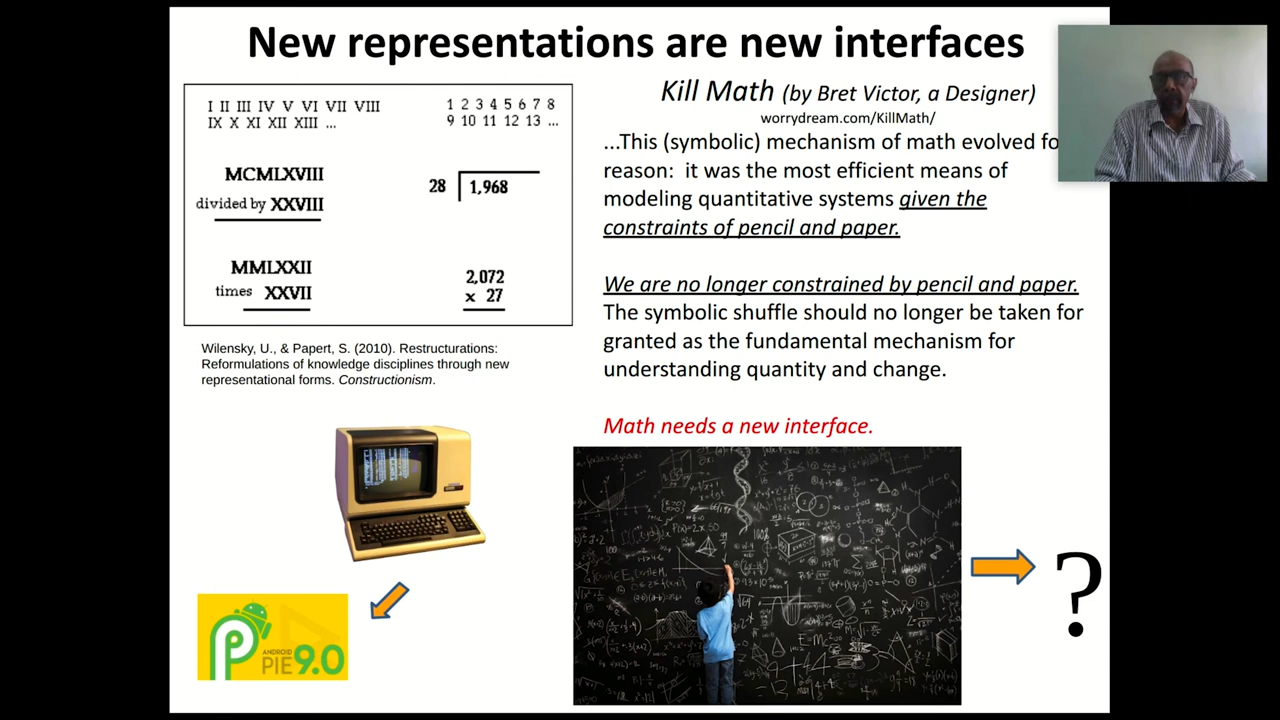 New representations are new interfaces
I II III IV V VI VII VIII
IX X XI XII XIII ...
1 2 3 4 5 6 7 8
9 10 11 12 13 ...
MCMLXVIII
divided by XXVIII
28 1,968
MMLXXII
times XXVII
2,072
x 27
Wilensky, U., & Papert, S. (2010). Restructurations:
Reformulations of knowledge disciplines through new
representational forms. Constructionism.
Kill Math (by Bret Victor, a Designer)
worrydream.com/KillMath/
...This (symbolic) mechanism of math evolved
reason: it was the most efficient means of
modeling quantitative systems given the
constraints of pencil and paper.
We are no longer constrained by pencil and paper.
The symbolic shuffle should no longer be taken for
granted as the fundamental mechanism for
understanding quantity and change.
Math needs a new interface.
ANDROID
PIE 9.0
?